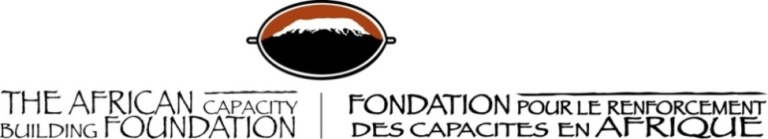 THE AFRICAN CAPACITY
BUILDING FOUNDATION
FONDATION POUR LE RENFORCEMENT
DES CAPACITES EN AFRIQUE